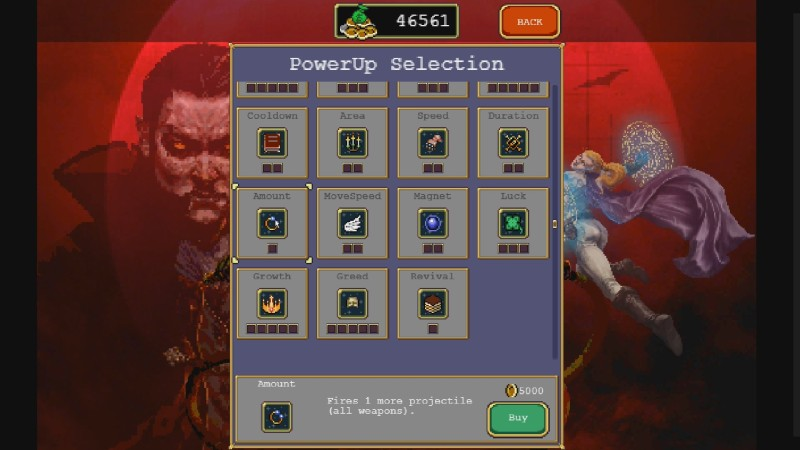 46561
BACK
PowerUp Selection
Cooldown Area Speed Duration
Amount MoveSpeed Magnet Luck
Growth Greed Revival
Amount
5000
Fires 1 more projectile
(all weapons).
Buy